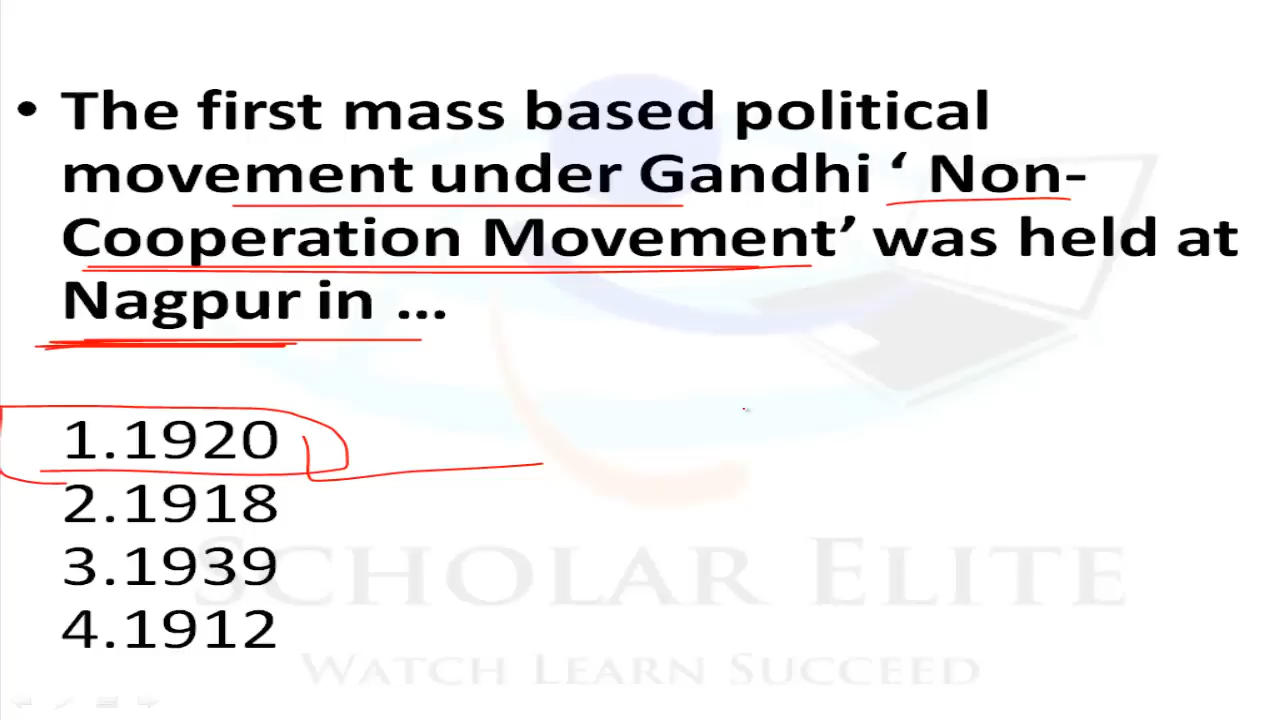 • The first mass based political
movement under Gandhi ‘ Non-
Cooperation Movement’ was held at
Nagpur in ...
1.1920
2.1918
3.1939
4.1912
SCHOLAR ELITE
WATCH LEARN SUCCEED